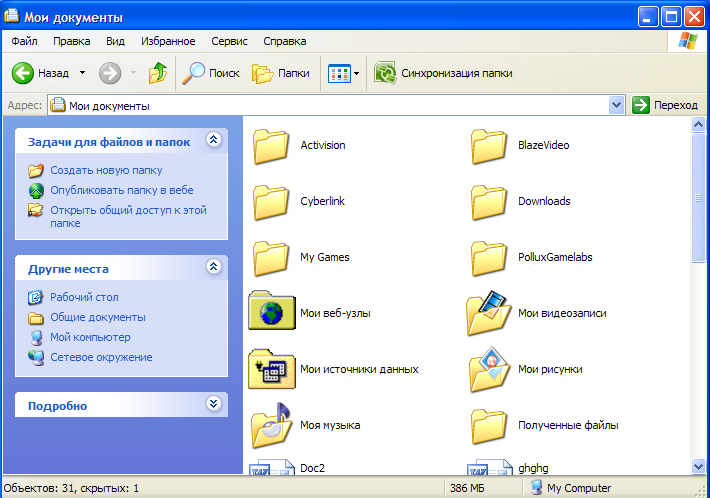 Мои документы
Файл Правка Вид Избранное Сервис Справка
Назад Поиск Папки Синхронизация папки
Адрес: Мои документы Переход
Задачи для файлов и папок
Создать новую папку
Опубликовать папку в вебе
Открыть общий доступ к этой
папке
Другие места
Рабочий стол
Общие документы
Мой компьютер
Сетевое окружение
Подробно
Activision BlazeVideo
Cyberlink Downloads
My Games PolluxGamelabs
Мои веб-узлы Мои видеозаписи
Мои источники данных Мои рисунки
Моя музыка Полученные файлы
Doc2 ghghg
Объектов: 31, скрытых: 1 386 МБ My Computer